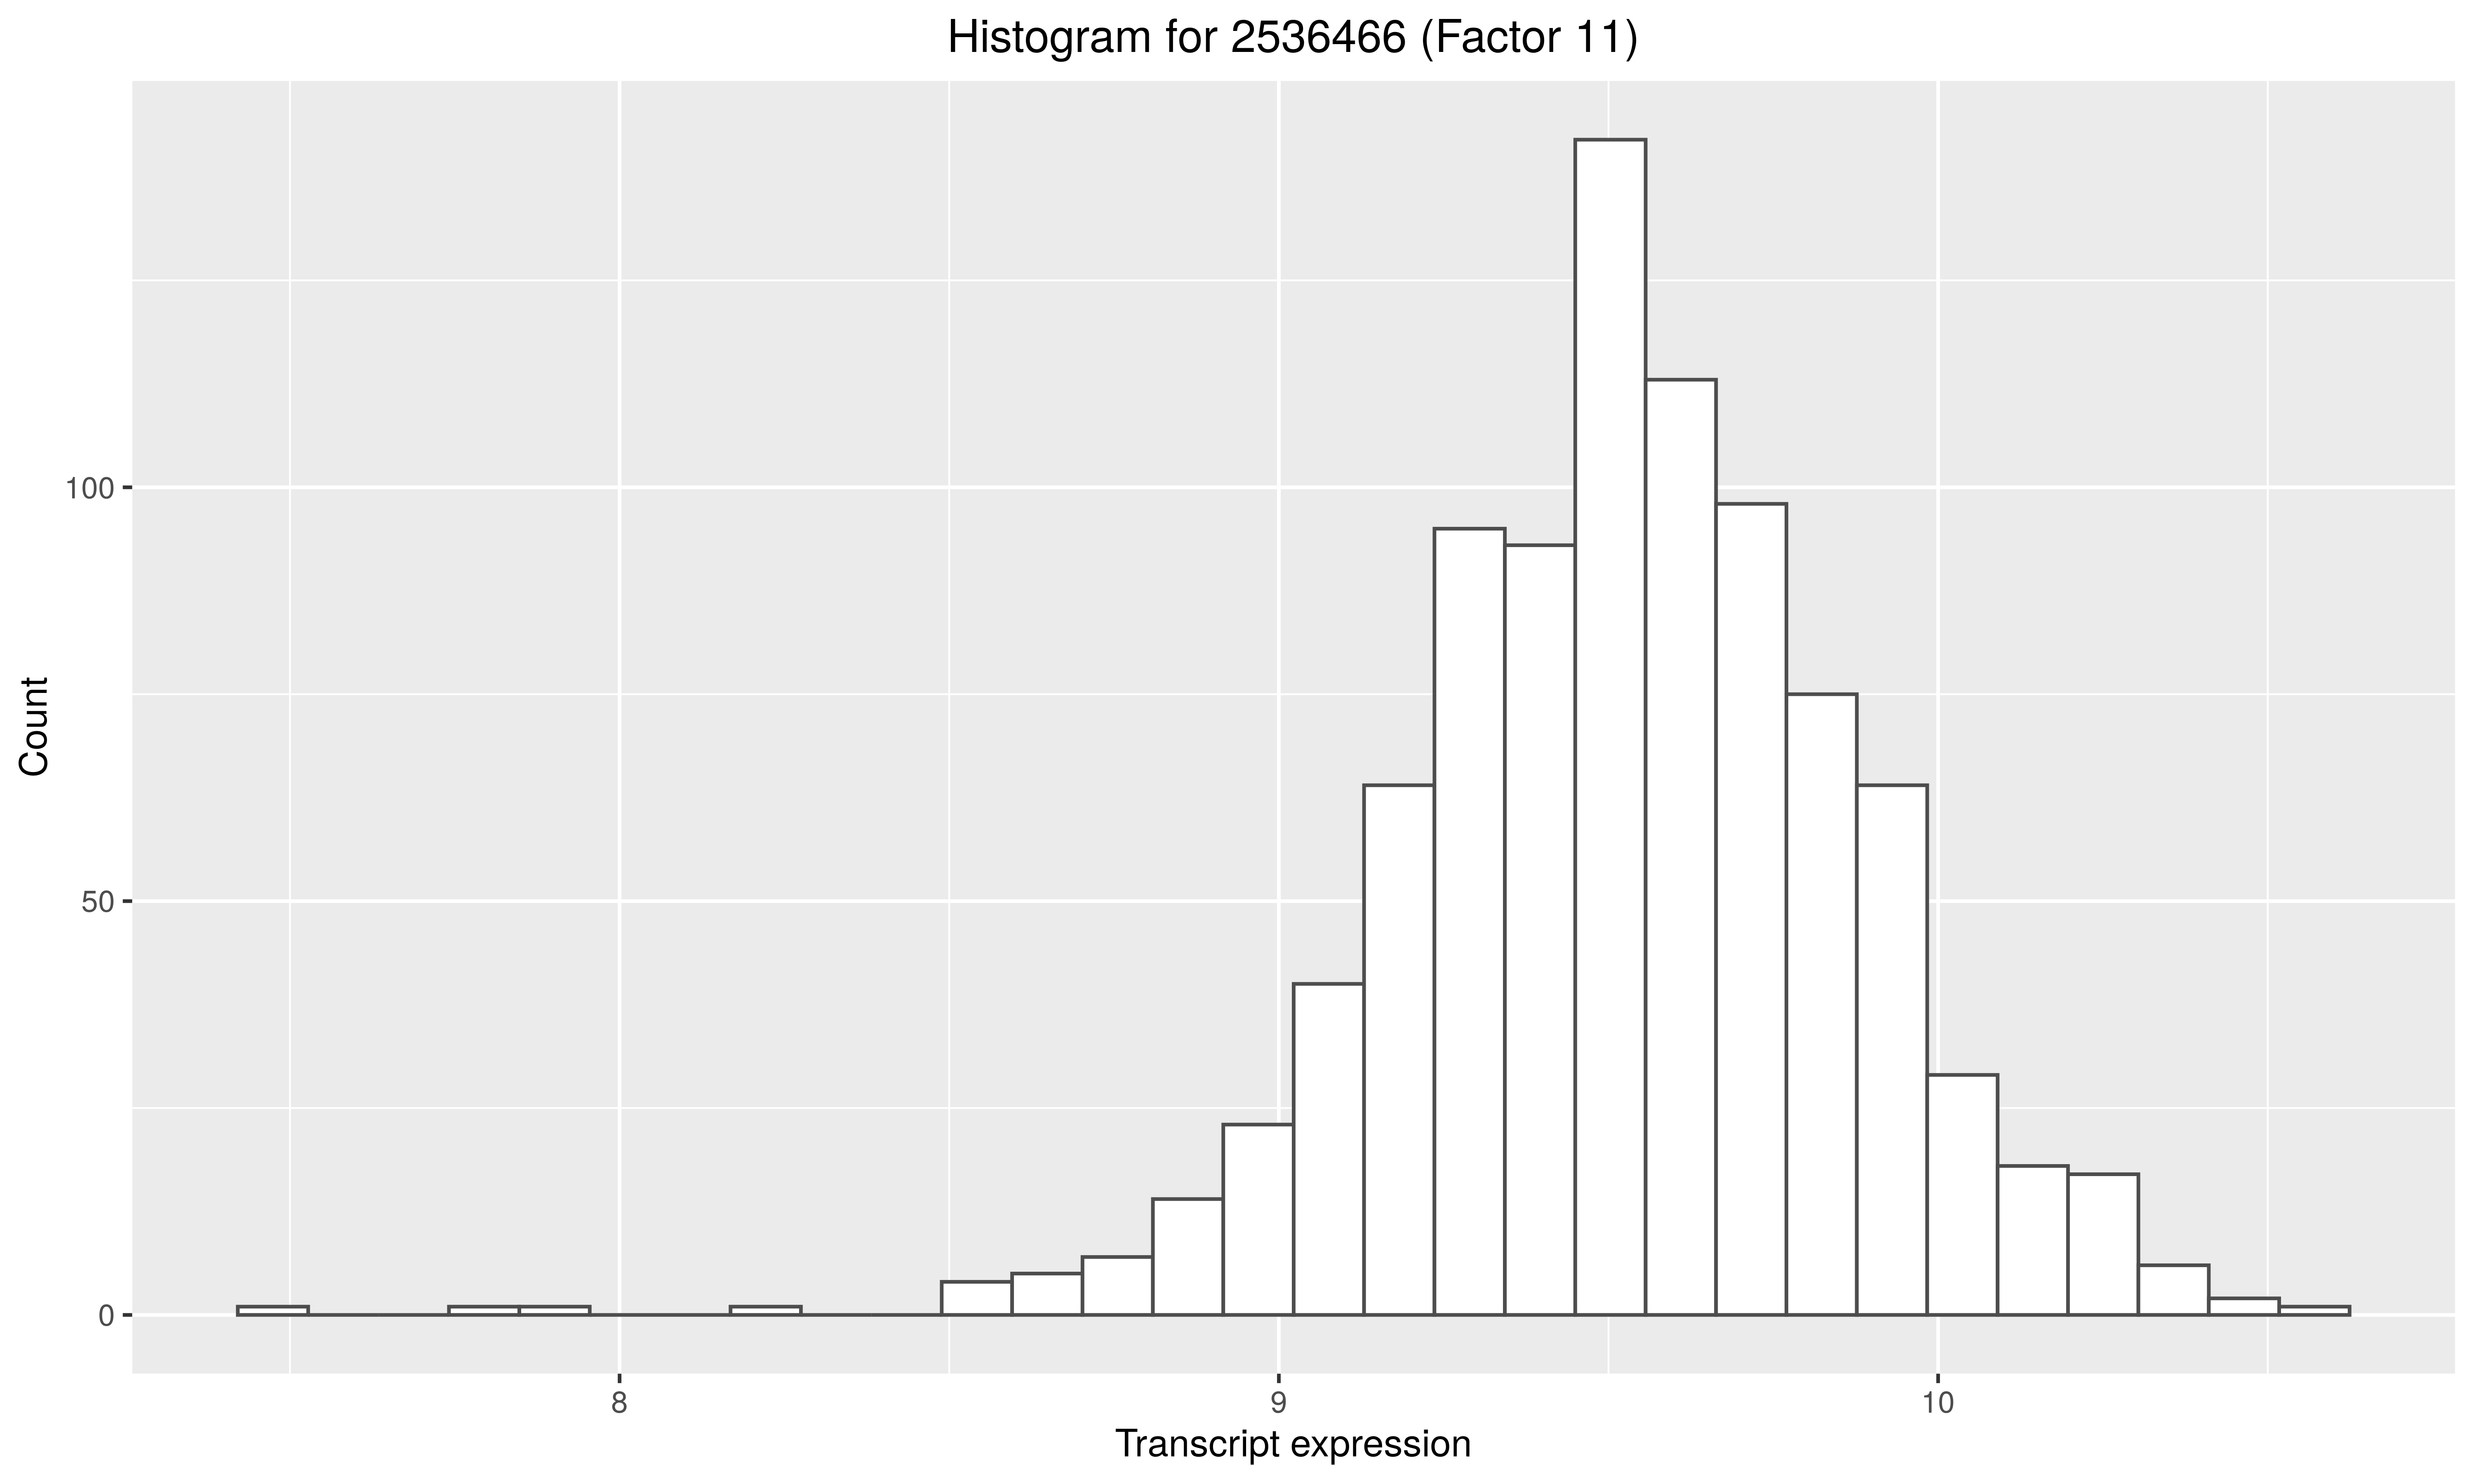 Histogram for 2536466 (Factor 11)
Count
100
50
0
8
9
10
Transcript expression